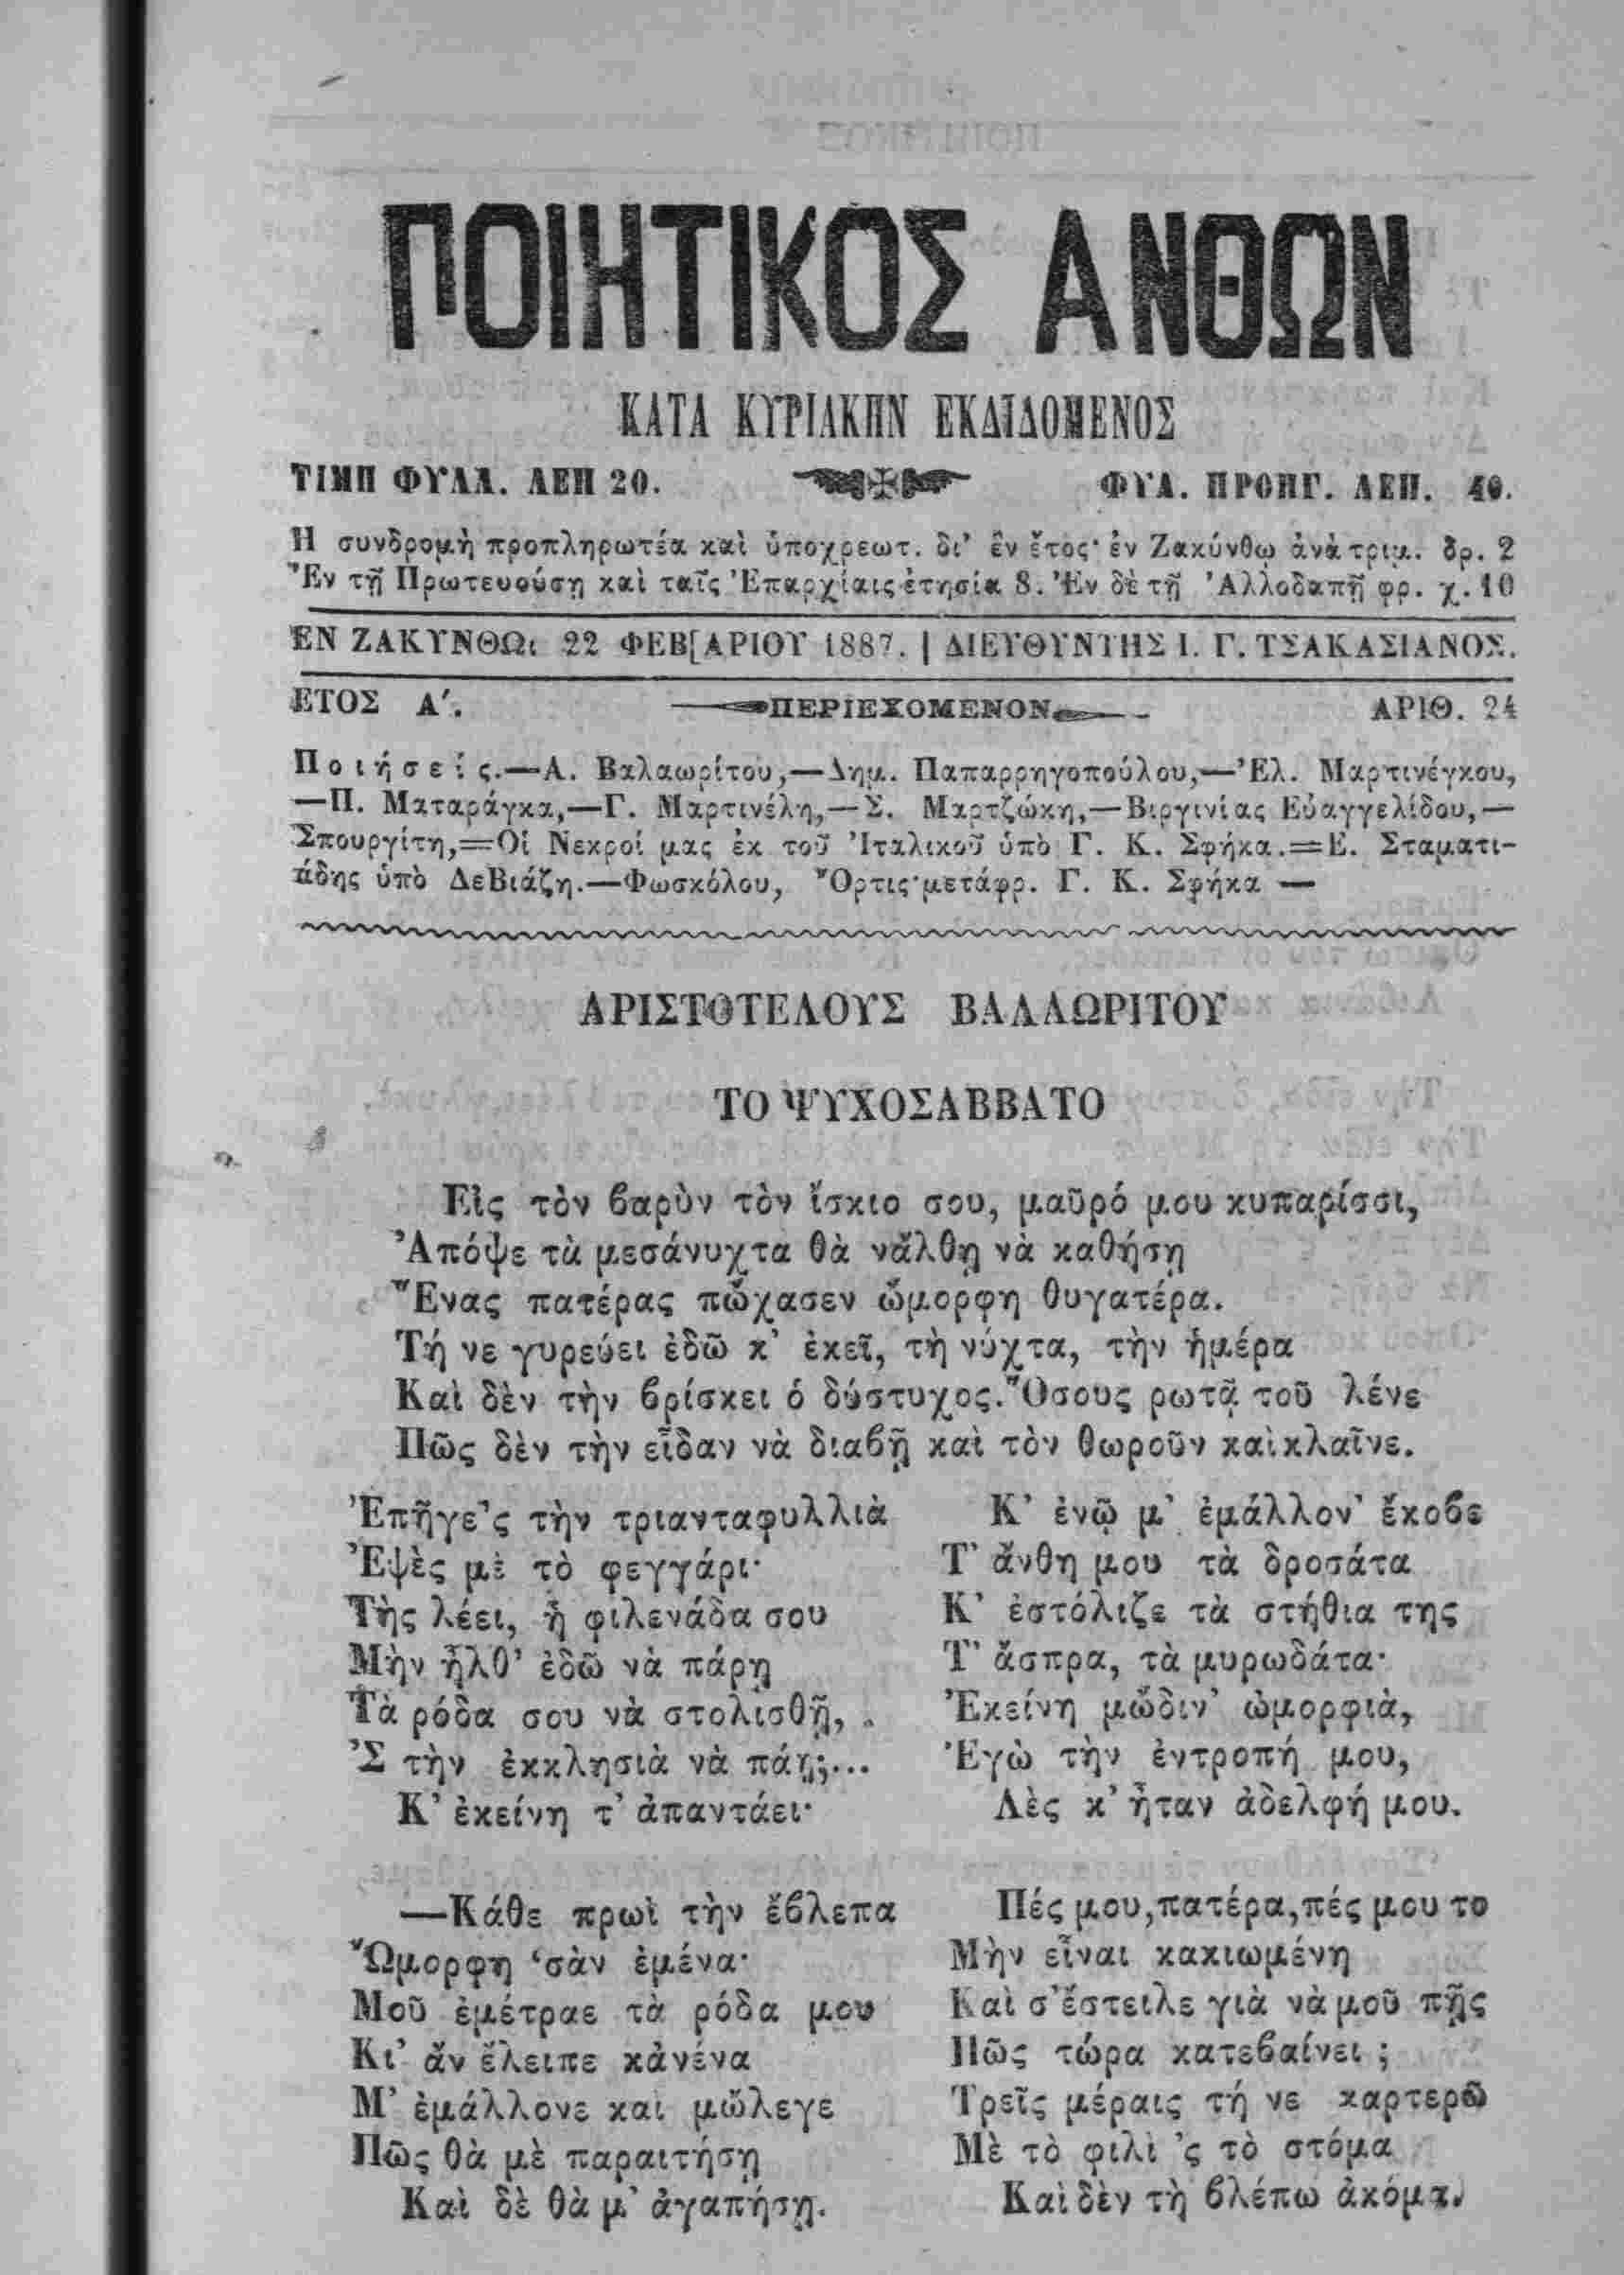 ΠΟΙΗΤΙΚΟΣ ΑΝΘΩΝ
ΚΑΤΑ ΚΥΡΙΑΚΗΝ ΕΚΔΙΔΟΜΕΝΟΣ
ΤΙΜΗ ΦΥΛΛ. ΛΕΠ 20. ΦΥΛ. ΠΡΟΗΓ. ΛΕΠ. 40.
Η συνδρομὴ προπληρωτέα καὶ ὑποχρεωτ. δι' ἓν ἔτος· ἐν Ζακύνθῳ ἀνὰ τριμ. δρ. 2
Ἐν τῇ Πρωτευούσῃ καὶ ταῖς Ἐπαρχίαις ἐτησία 8. Ἐν δὲ τῇ Ἀλλοδαπῇ φρ. χ. 10
ἘΝ ΖΑΚΥΝΘΩι 22 ΦΕΒ[ΑΡΙΟΥ 1887. | ΔΙΕΥΘΥΝΤΗΣ Ι. Γ. ΤΣΑΚΑΣΙΑΝΟΣ.
ΕΤΟΣ Α΄. ΠΕΡΙΕΧΟΜΕΝΟΝ ΑΡΙΘ. 24
Ποιήσείς.—Α. Βαλαωρίτου,—Δημ. Παπαρρηγοπούλου,—Ἐλ. Μαρτινέγκου,
—Π. Ματαράγκα,—Γ. Μαρτινέλη,—Σ. Μαρτζώκη,—Βιργινίας Εὐαγγελίδου,—
Σπουργίτη,=Οἱ Νεκροί μας ἐκ τοῦ Ἰταλικοῦ ὑπὸ Γ. Κ. Σφήκα.=Ε. Σταματι-
άδης ὑπὸ ΔεΒιάζη.—Φωσκόλου, Ὄρτις·μετάφρ. Γ. Κ. Σφήκα —
ΑΡΙΣΤΟΤΕΛΟΥΣ ΒΑΛΑΩΡΙΤΟΥ
ΤΟ ΨΥΧΟΣΑΒΒΑΤΟ
Εἰς τὸν βαρὺν τὸν ἴσκιο σου, μαῦρό μου κυπαρίσσι,
Ἀπόψε τὰ μεσάνυχτα θὰ νἄλθῃ νὰ καθήσῃ
Ἕνας πατέρας πὤχασεν ὤμορφη θυγατέρα.
Τή νε γυρεύει ἐδῶ κ' ἐκεῖ, τὴ νύχτα, τὴν ἡμέρα
Καὶ δὲν τὴν βρίσκει ὁ δύστυχος. Ὅσους ρωτᾷ τοῦ λένε
Πῶς δὲν τὴν εἶδαν νὰ διαβῇ καὶ τὸν θωροῦν καὶ κλαῖνε.
Ἐπῆγε'ς τὴν τριανταφυλλιὰ
Ἐψὲς μὲ τὸ φεγγάρι·
Τῆς λέει, ἡ φιλενάδα σου
Μὴν ἦλθ' ἐδῶ νὰ πάρῃ
Τὰ ρόδα σου νὰ στολισθῇ,
Ἐ τὴν ἐκκλησιὰ νὰ πάῃ;...
Κ' ἐκείνη τ' ἀπαντάει·
—Κάθε πρωὶ τὴν ἔβλεπα
Ὤμορφη 'σὰν ἐμένα·
Μοῦ ἐμέτραε τὰ ρόδα μου
Κι' ἂν ἔλειπε κἀνένα
Μ' ἐμάλλονε και μὤλεγε
Πῶς θὰ μὲ παραιτήσῃ
Καὶ δὲ θὰ μ' ἀγαπήσῃ.
Κ' ἐνῷ μ' ἐμάλλον' ἔκοβε
Τ' ἄνθη μου τὰ δροσάτα
Κ' ἐστόλιζε τὰ στήθια της
Τ' ἄσπρα, τὰ μυρωδάτα·
Ἐκείνη μὤδιν' ὠμορφιὰ,
Ἐγὼ τὴν ἐντροπή μου,
Λὲς κ' ἦταν ἀδελφή μου.
Πές μου,πατέρα,πές μου το
Μὴν εἶναι κακιωμένη
Καὶ σ'ἔστειλε γιὰ νὰ μοῦ πῇς
Πῶς τώρα κατεβαίνει ;
Τρεῖς μέραις τή νε καρτερῶ
Μὲ τὸ φιλὶ 'ς τὸ στόμα
Καὶ δὲν τὴ βλέπω ἀκόμα.